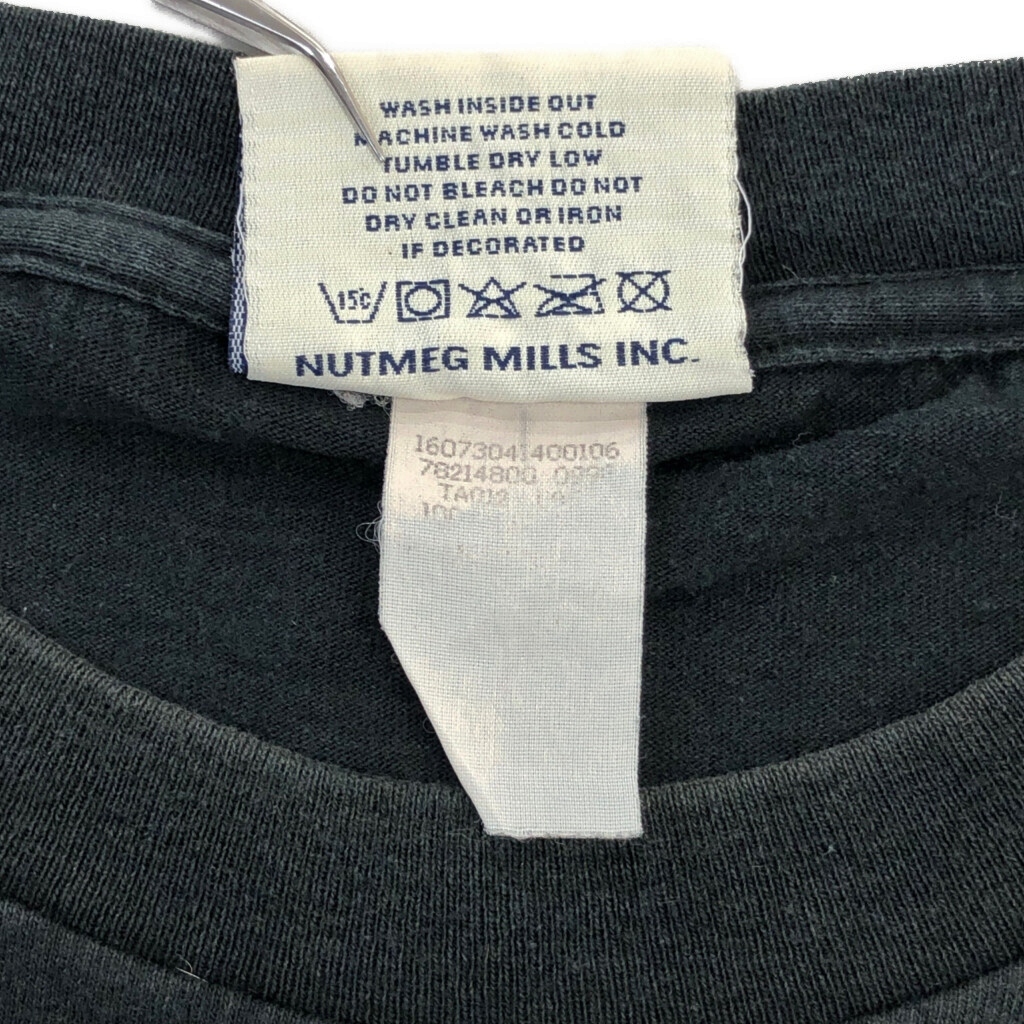 WASH INSIDE OUT
MACHINE WASH COLD
TUMBLE DRY LOW
DO NOT BLEACH DO NOT
DRY CLEAN OR IRON
IF DECORATED
15c
NUTMEG MILLS INC.
78214800